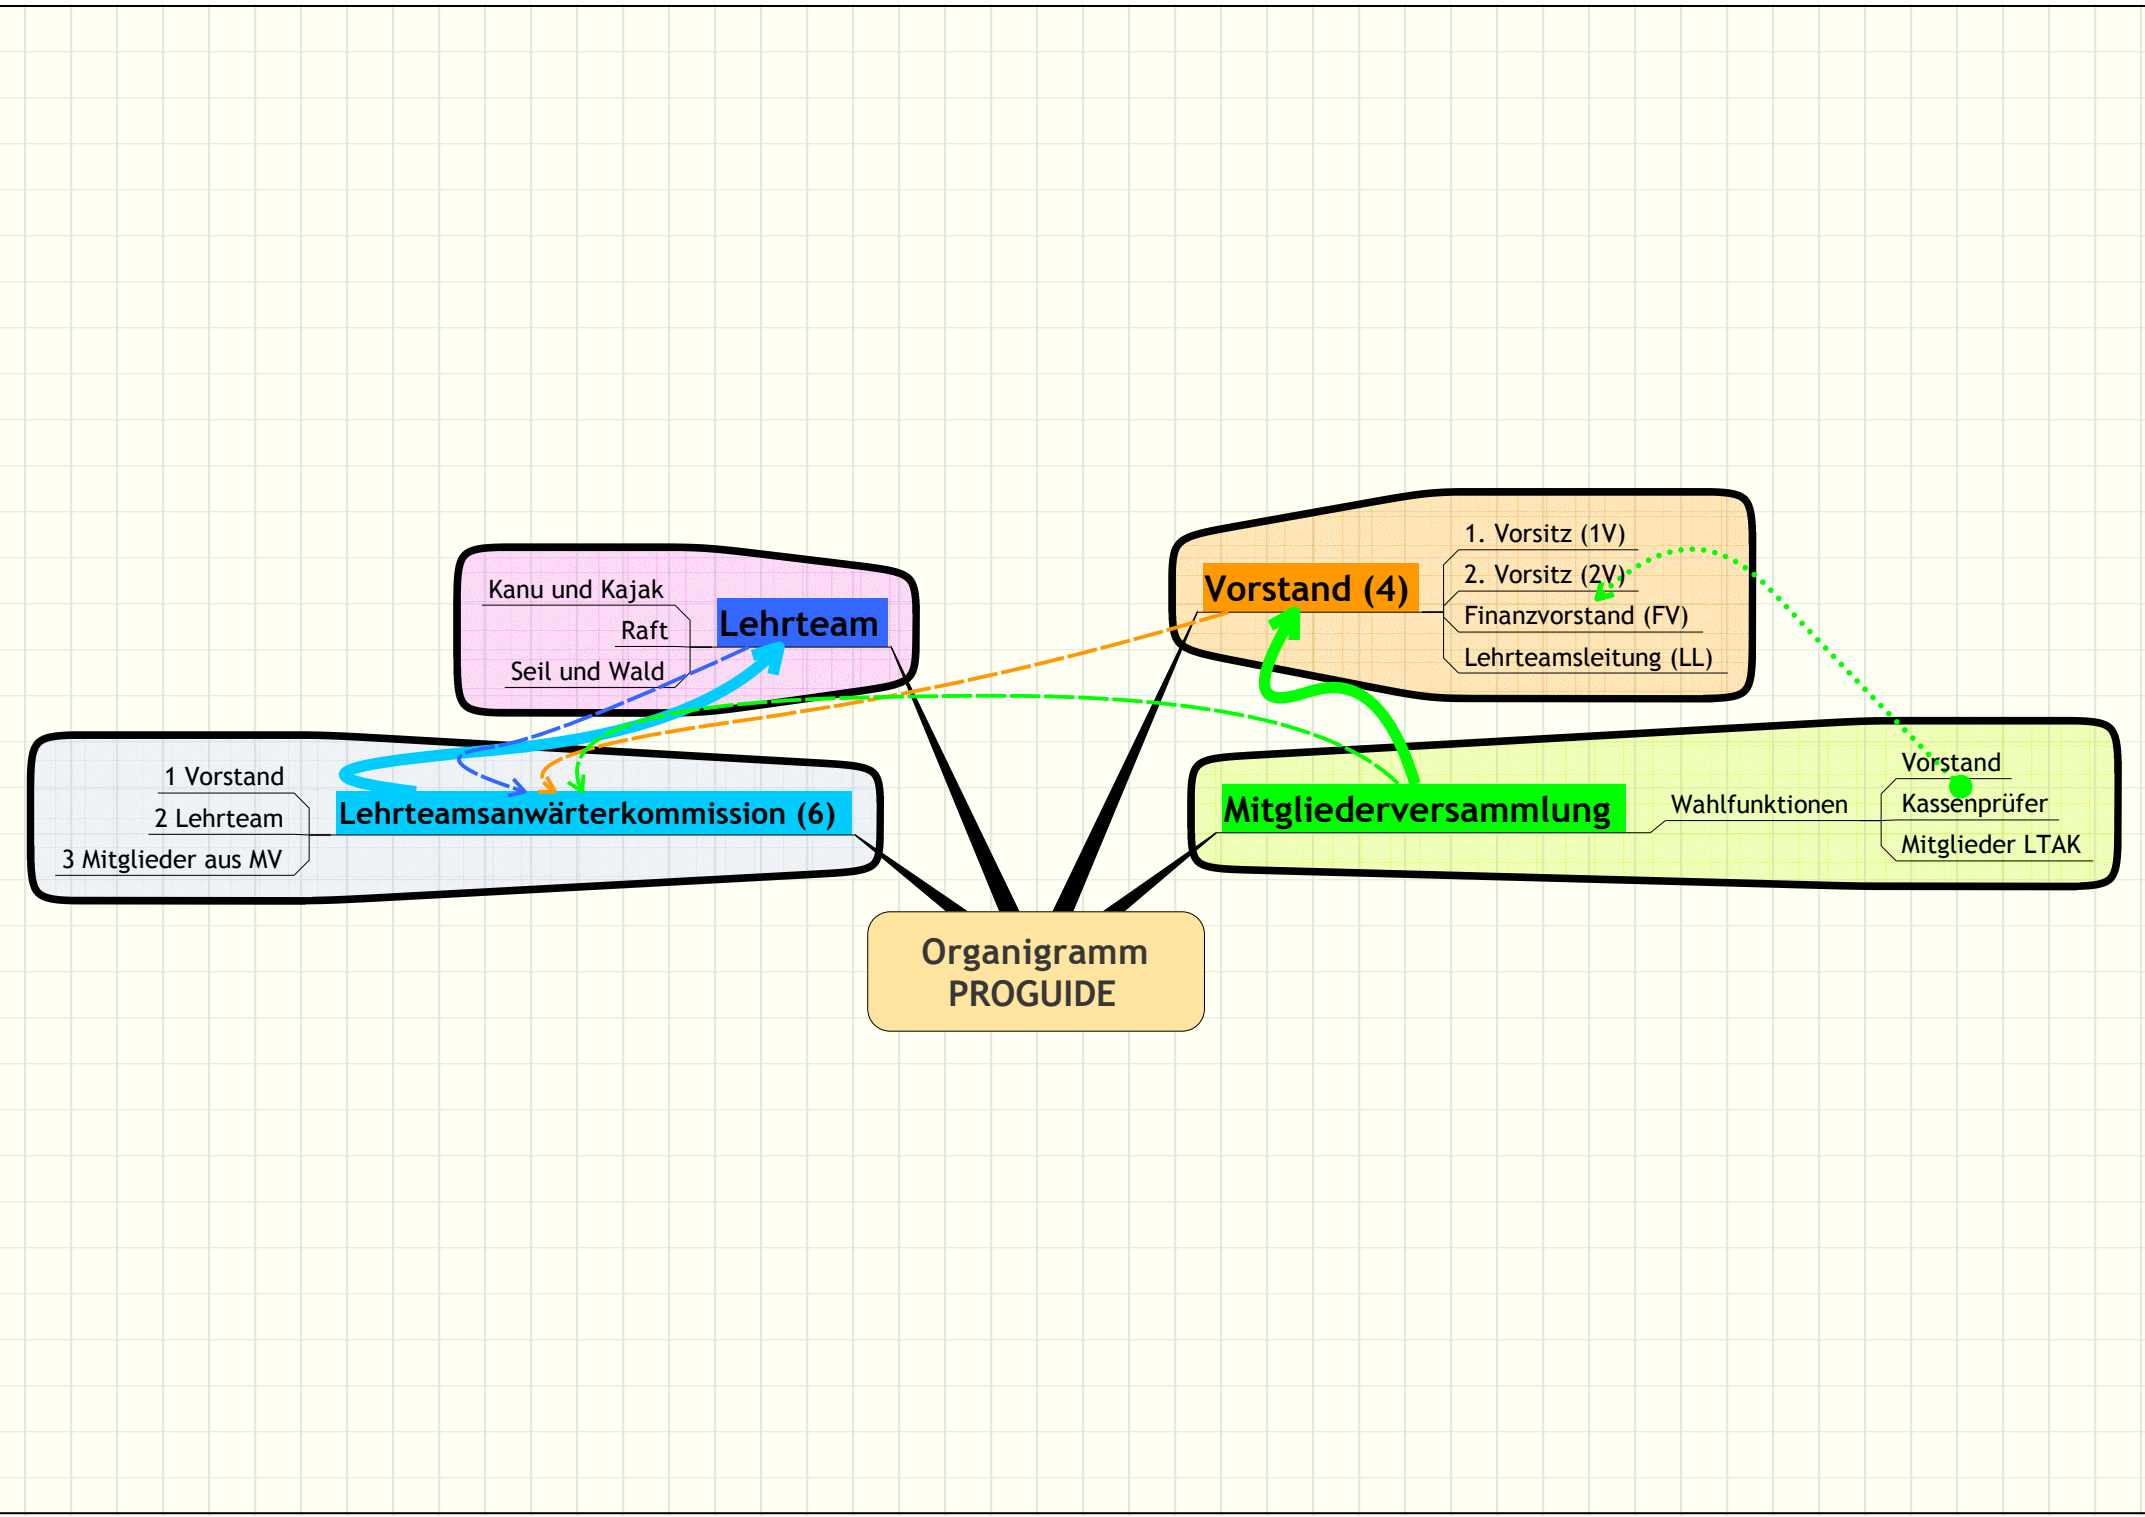 1. Vorsitz (1V)
2. Vorsitz (2V)
Vorstand (4)
Finanzvorstand (FV)
Lehrteamsleitung (LL)
Kanu und Kajak
Lehrteam
Raft
Seil und Wald
1 Vorstand
2 Lehrteam
3 Mitglieder aus MV
Lehrteamsanwärterkommission (6)
Mitgliederversammlung
Wahlfunktionen
Vorstand
Kassenprüfer
Mitglieder LTAK
Organigramm
PROGUIDE